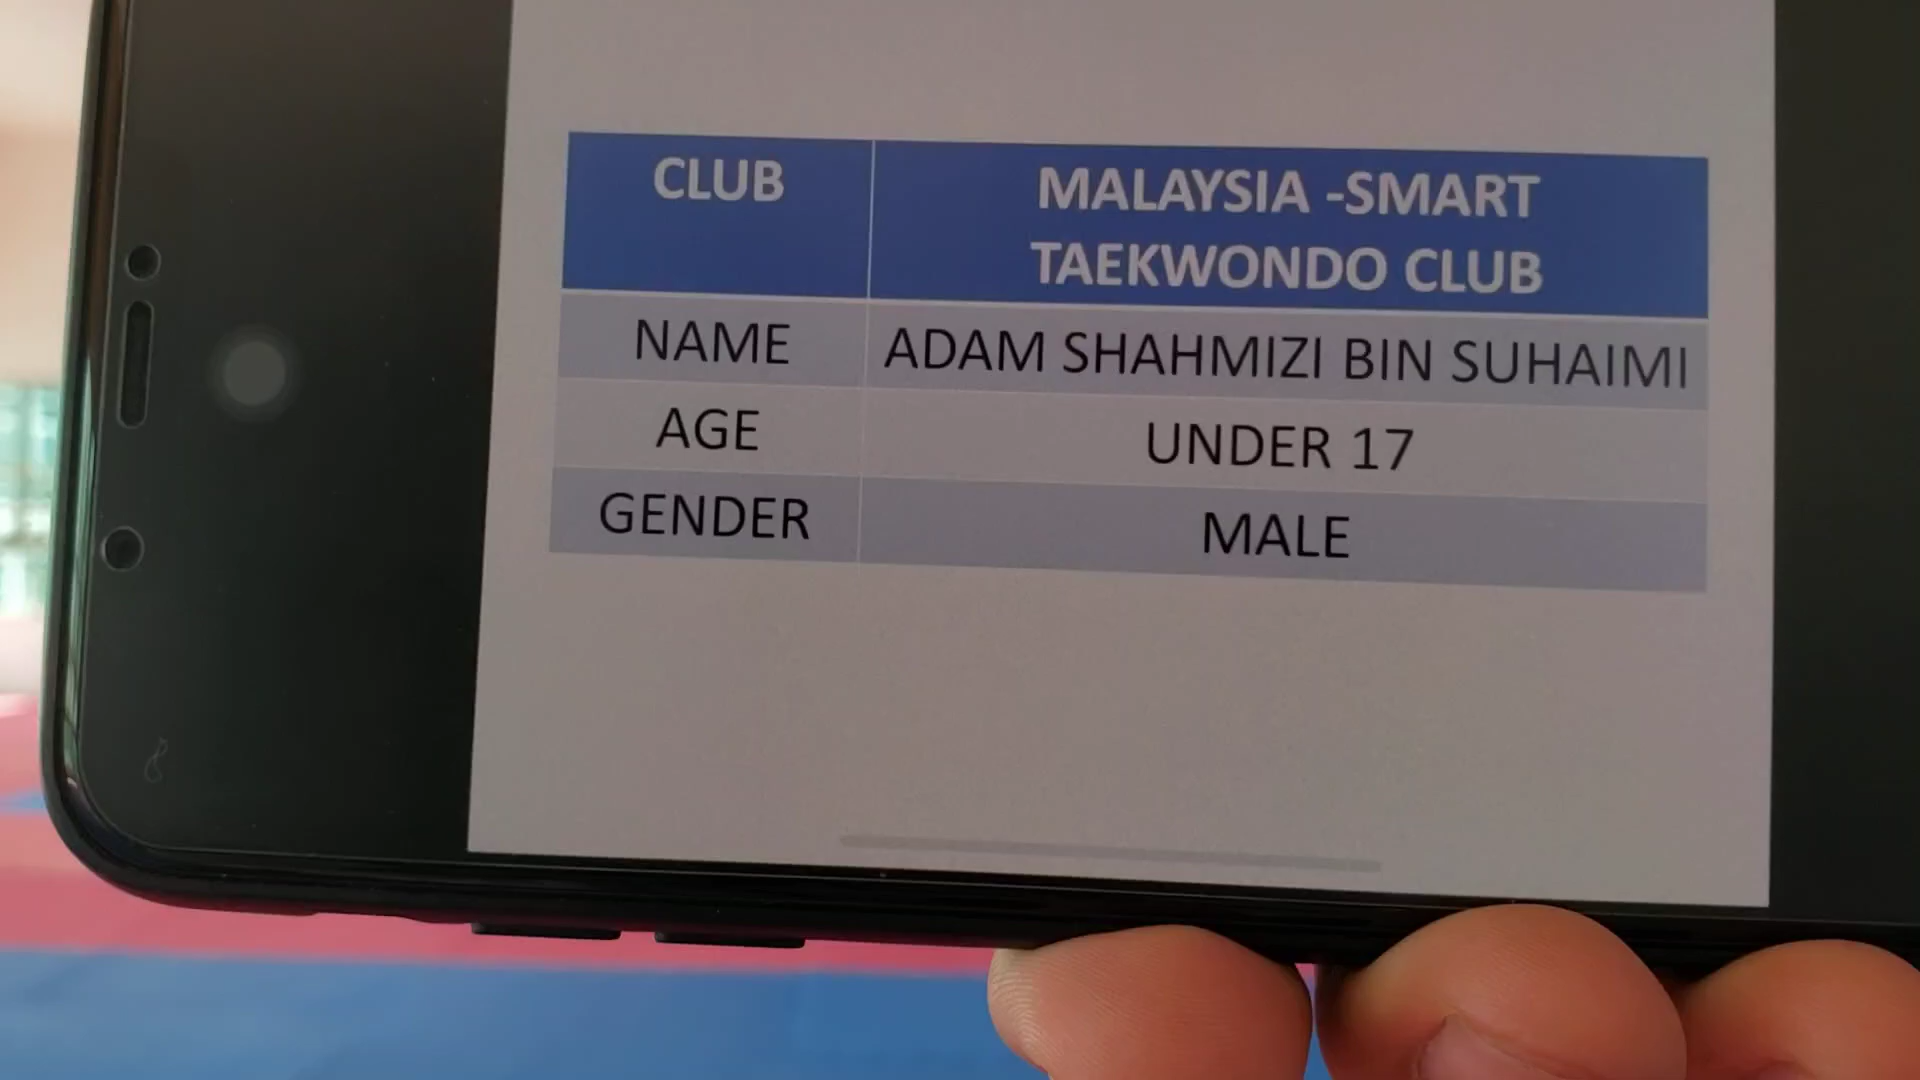 CLUB
MALAYSIA -SMART
TAEKWONDO CLUB
NAME
ADAM SHAHMIZI BIN SUHAIMI
AGE
UNDER 17
GENDER
MALE